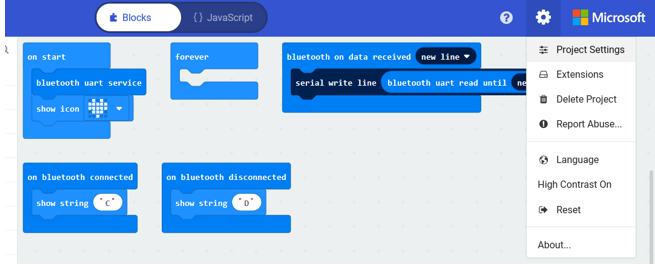 Blocks
{ } JavaScript
?
Microsoft
on start
bluetooth uart service
show icon
forever
bluetooth on data received new line
serial write line bluetooth uart read until ne
on bluetooth connected
show string "C"
on bluetooth disconnected
show string "D"
Project Settings
Extensions
Delete Project
Report Abuse...
Language
High Contrast On
Reset
About...